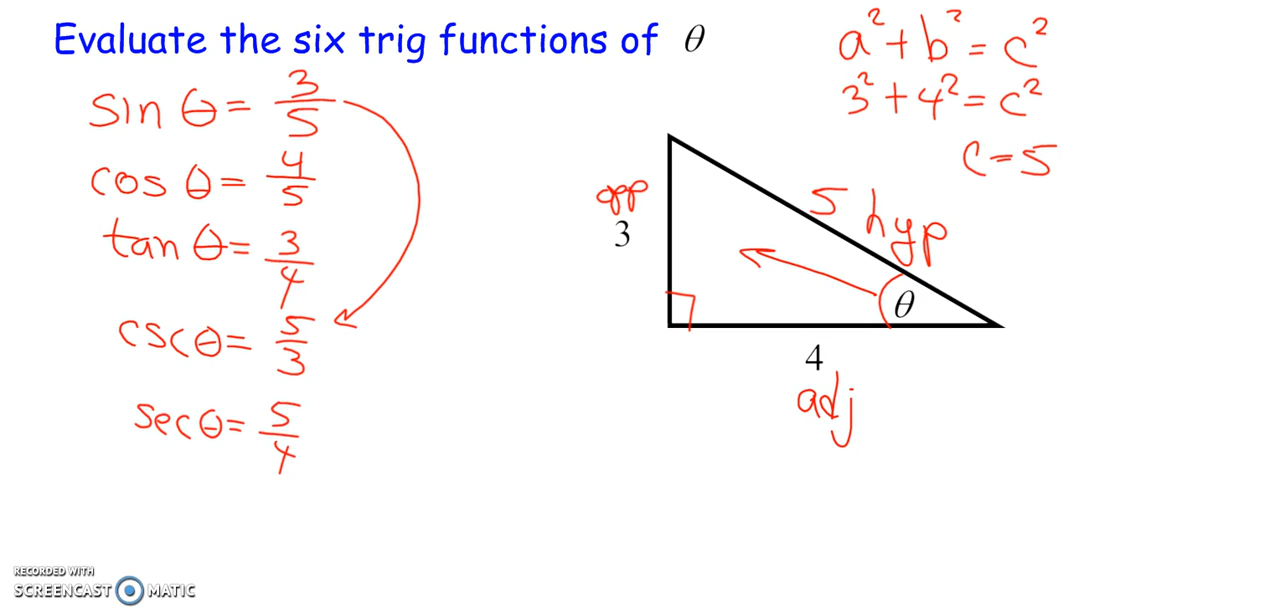 Evaluate the six trig functions of θ
sin θ = 3/5
cos θ = 4/5
tan θ = 3/4
csc θ = 5/3
sec θ = 5/4
a² + b² = c²
3² + 4² = c²
c = 5
opp
3
5 hyp
θ
4
adj
RECORDED WITH
SCREENCAST MATIC